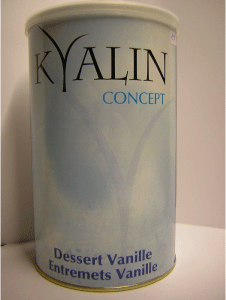 KYALIN
CONCEPT
Dessert Vanille
Entremets Vanille